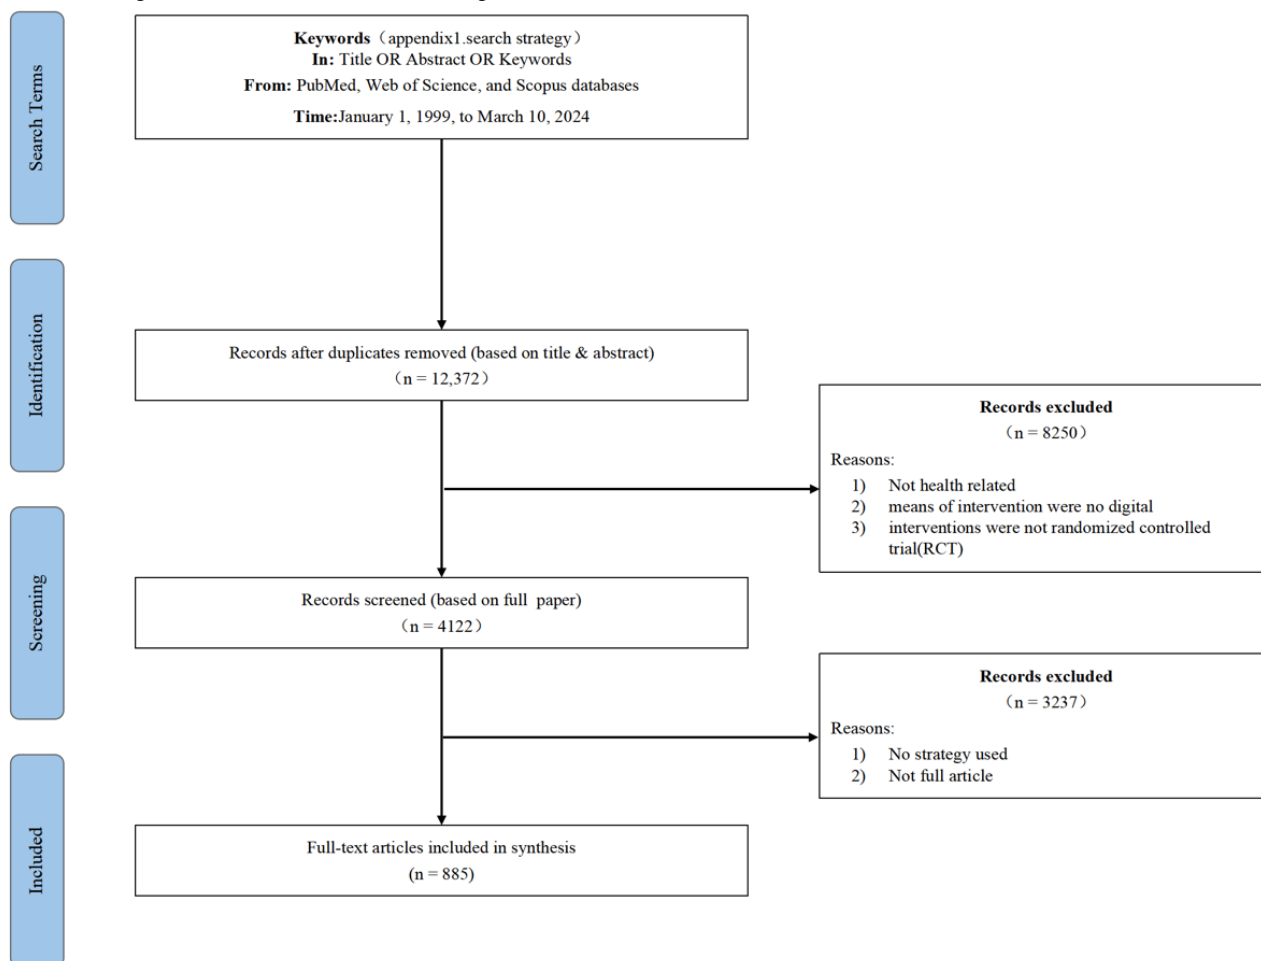 Search Terms
Keywords（appendix1.search strategy）
In: Title OR Abstract OR Keywords
From: PubMed, Web of Science, and Scopus databases
Time:January 1, 1999, to March 10, 2024
Identification
Records after duplicates removed (based on title & abstract)
（n = 12,372）
Records excluded
（n = 8250）
Reasons:
1) Not health related
2) means of intervention were no digital
3) interventions were not randomized controlled
trial(RCT)
Screening
Records screened (based on full paper)
（n = 4122）
Records excluded
（n = 3237）
Reasons:
1) No strategy used
2) Not full article
Included
Full-text articles included in synthesis
(n = 885)